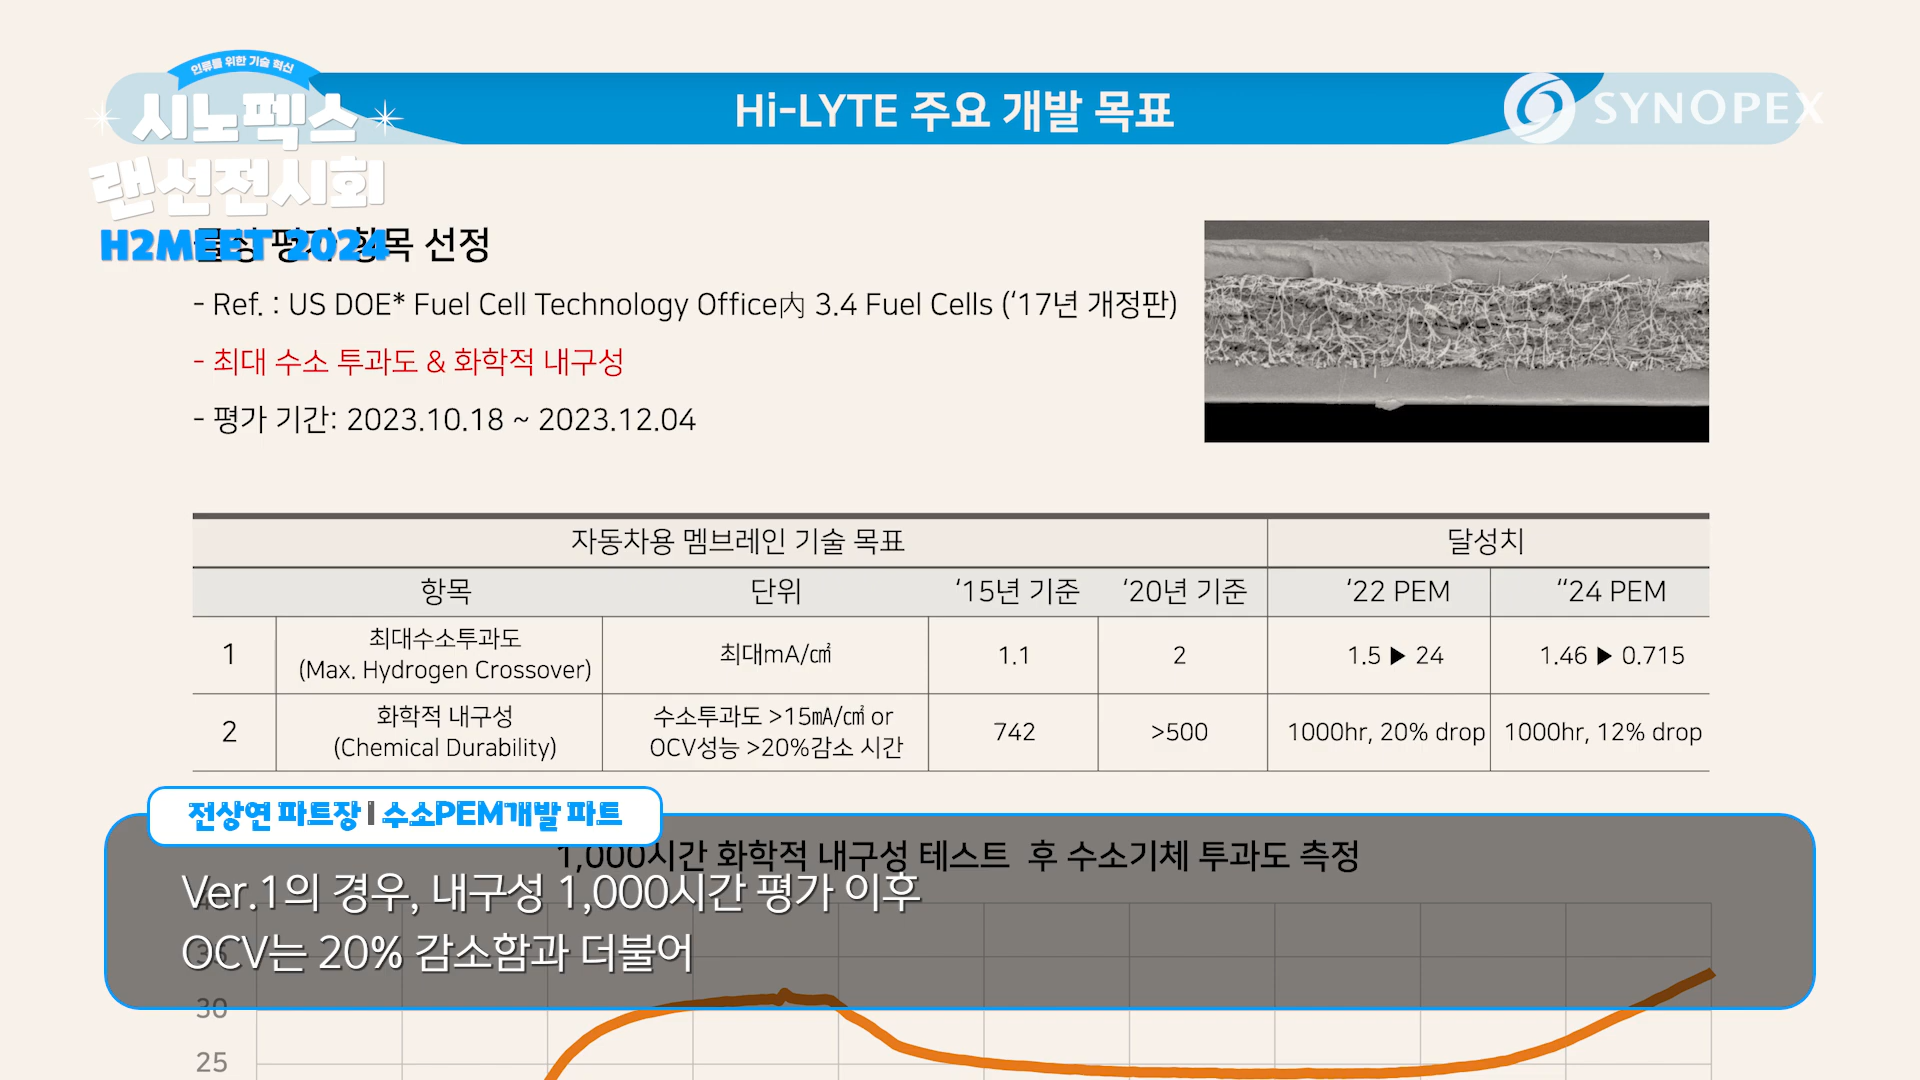 인류를 위한 기술 혁신
시노펙스
랜선전시회
H2MEET 2024
Hi-LYTE 주요 개발 목표
SYNOPEX
항목 선정
- Ref. : US DOE* Fuel Cell Technology Office内 3.4 Fuel Cells (‘17년 개정판)
- 최대 수소 투과도 & 화학적 내구성
- 평가 기간: 2023.10.18 ~ 2023.12.04
자동차용 멤브레인 기술 목표 달성치
항목 단위 ‘15년 기준 ‘20년 기준 ‘22 PEM “24 PEM
1 최대수소투과도 (Max. Hydrogen Crossover) 최대mA/㎠ 1.1 2 1.5 ▶ 24 1.46 ▶ 0.715
2 화학적 내구성 (Chemical Durability) 수소투과도 >15㎃/㎠ or OCV성능 >20%감소 시간 742 >500 1000hr, 20% drop 1000hr, 12% drop
전상연 파트장 | 수소PEM개발 파트
1,000시간 화학적 내구성 테스트 후 수소기체 투과도 측정
Ver.1의 경우, 내구성 1,000시간 평가 이후
OCV는 20% 감소함과 더불어
30
25